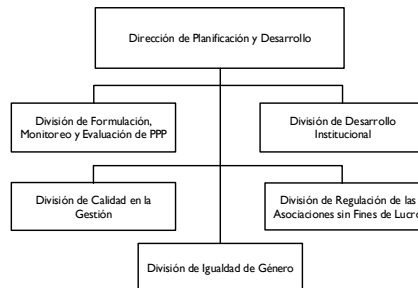 Dirección de Planificación y Desarrollo
División de Formulación,
Monitoreo y Evaluación de PPP
División de Desarrollo
Institucional
División de Calidad en la
Gestión
División de Regulación de las
Asociaciones sin Fines de Lucro
División de Igualdad de Género